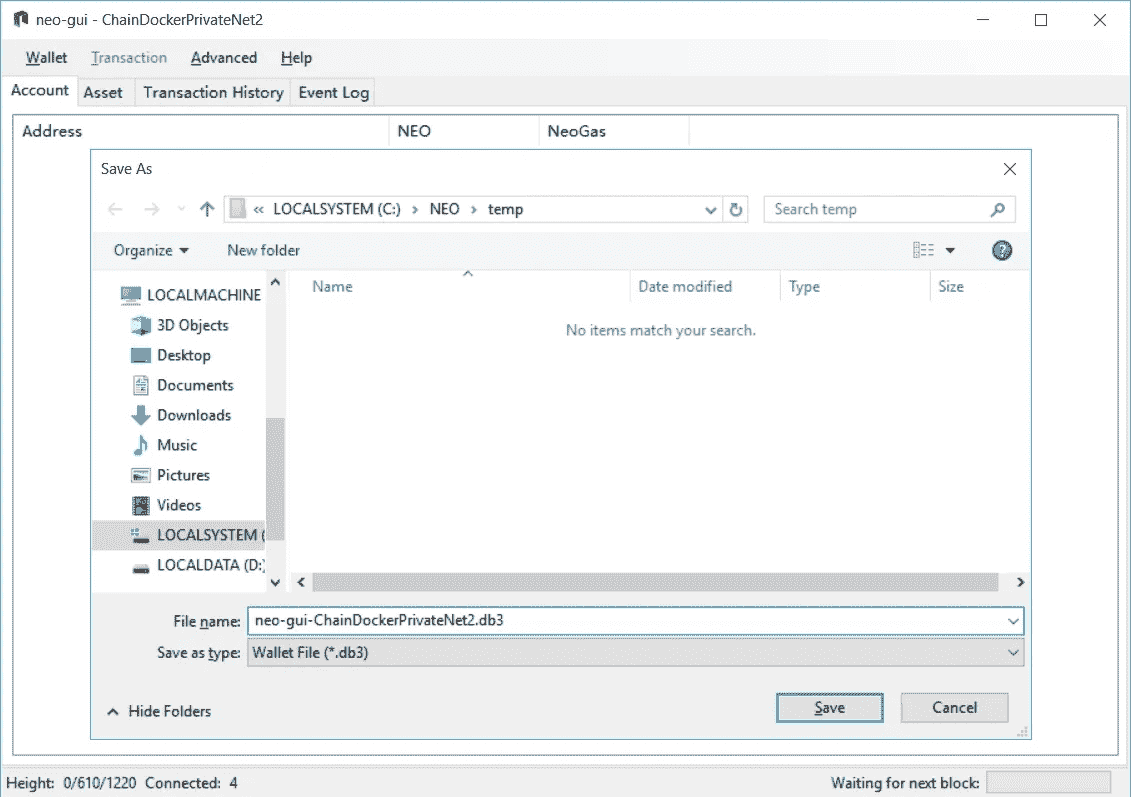 neo-gui - ChainDockerPrivateNet2
Wallet Transaction Advanced Help
Account Asset Transaction History Event Log
Address NEO NeoGas
Save As
« LOCALSYSTEM (C:) › NEO › temp Search temp
Organize New folder
Name Date modified Type Size
No items match your search.
LOCALMACHINE
3D Objects
Desktop
Documents
Downloads
Music
Pictures
Videos
LOCALSYSTEM (
LOCALDATA (D:)
File name: neo-gui-ChainDockerPrivateNet2.db3
Save as type: Wallet File (*.db3)
Hide Folders Save Cancel
Height: 0/610/1220 Connected: 4 Waiting for next block: